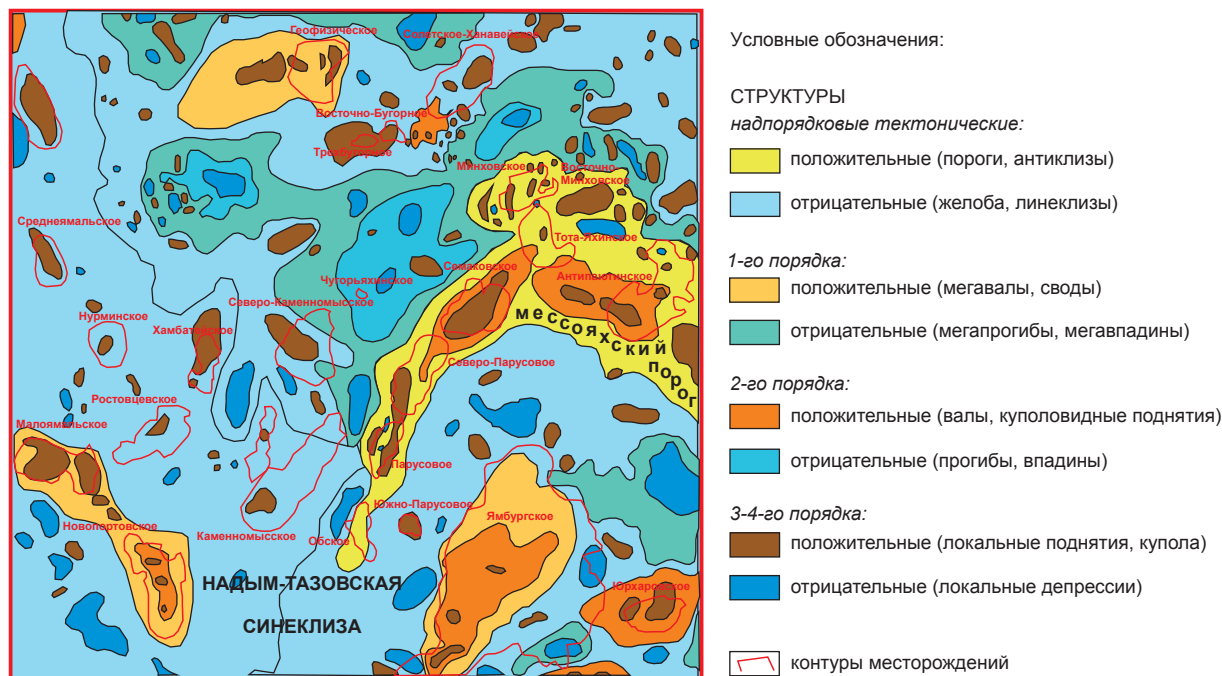 Геофизическое
Солетское-Ханавейское
Восточно-Бугорное
Трехбугорное
Минховское
Восточно-
Минховское
Среднеямальское
Тота-Яхинское
Семаковское
Антипаютинское
Чугорьяхинское
Северо-Каменномысское
Нурминское
Хамбатейское
мессояхский порог
Северо-Парусовое
Ростовцевское
Малоямальское
Парусовое
Новопортовское
Каменномысское
Южно-Парусовое
Обское
Ямбургское
Юрхаровское
НАДЫМ-ТАЗОВСКАЯ
СИНЕКЛИЗА
Условные обозначения:
СТРУКТУРЫ
надпорядковые тектонические:
положительные (пороги, антиклизы)
отрицательные (желоба, линеклизы)
1-го порядка:
положительные (мегавалы, своды)
отрицательные (мегапрогибы, мегавпадины)
2-го порядка:
положительные (валы, куполовидные поднятия)
отрицательные (прогибы, впадины)
3-4-го порядка:
положительные (локальные поднятия, купола)
отрицательные (локальные депрессии)
контуры месторождений